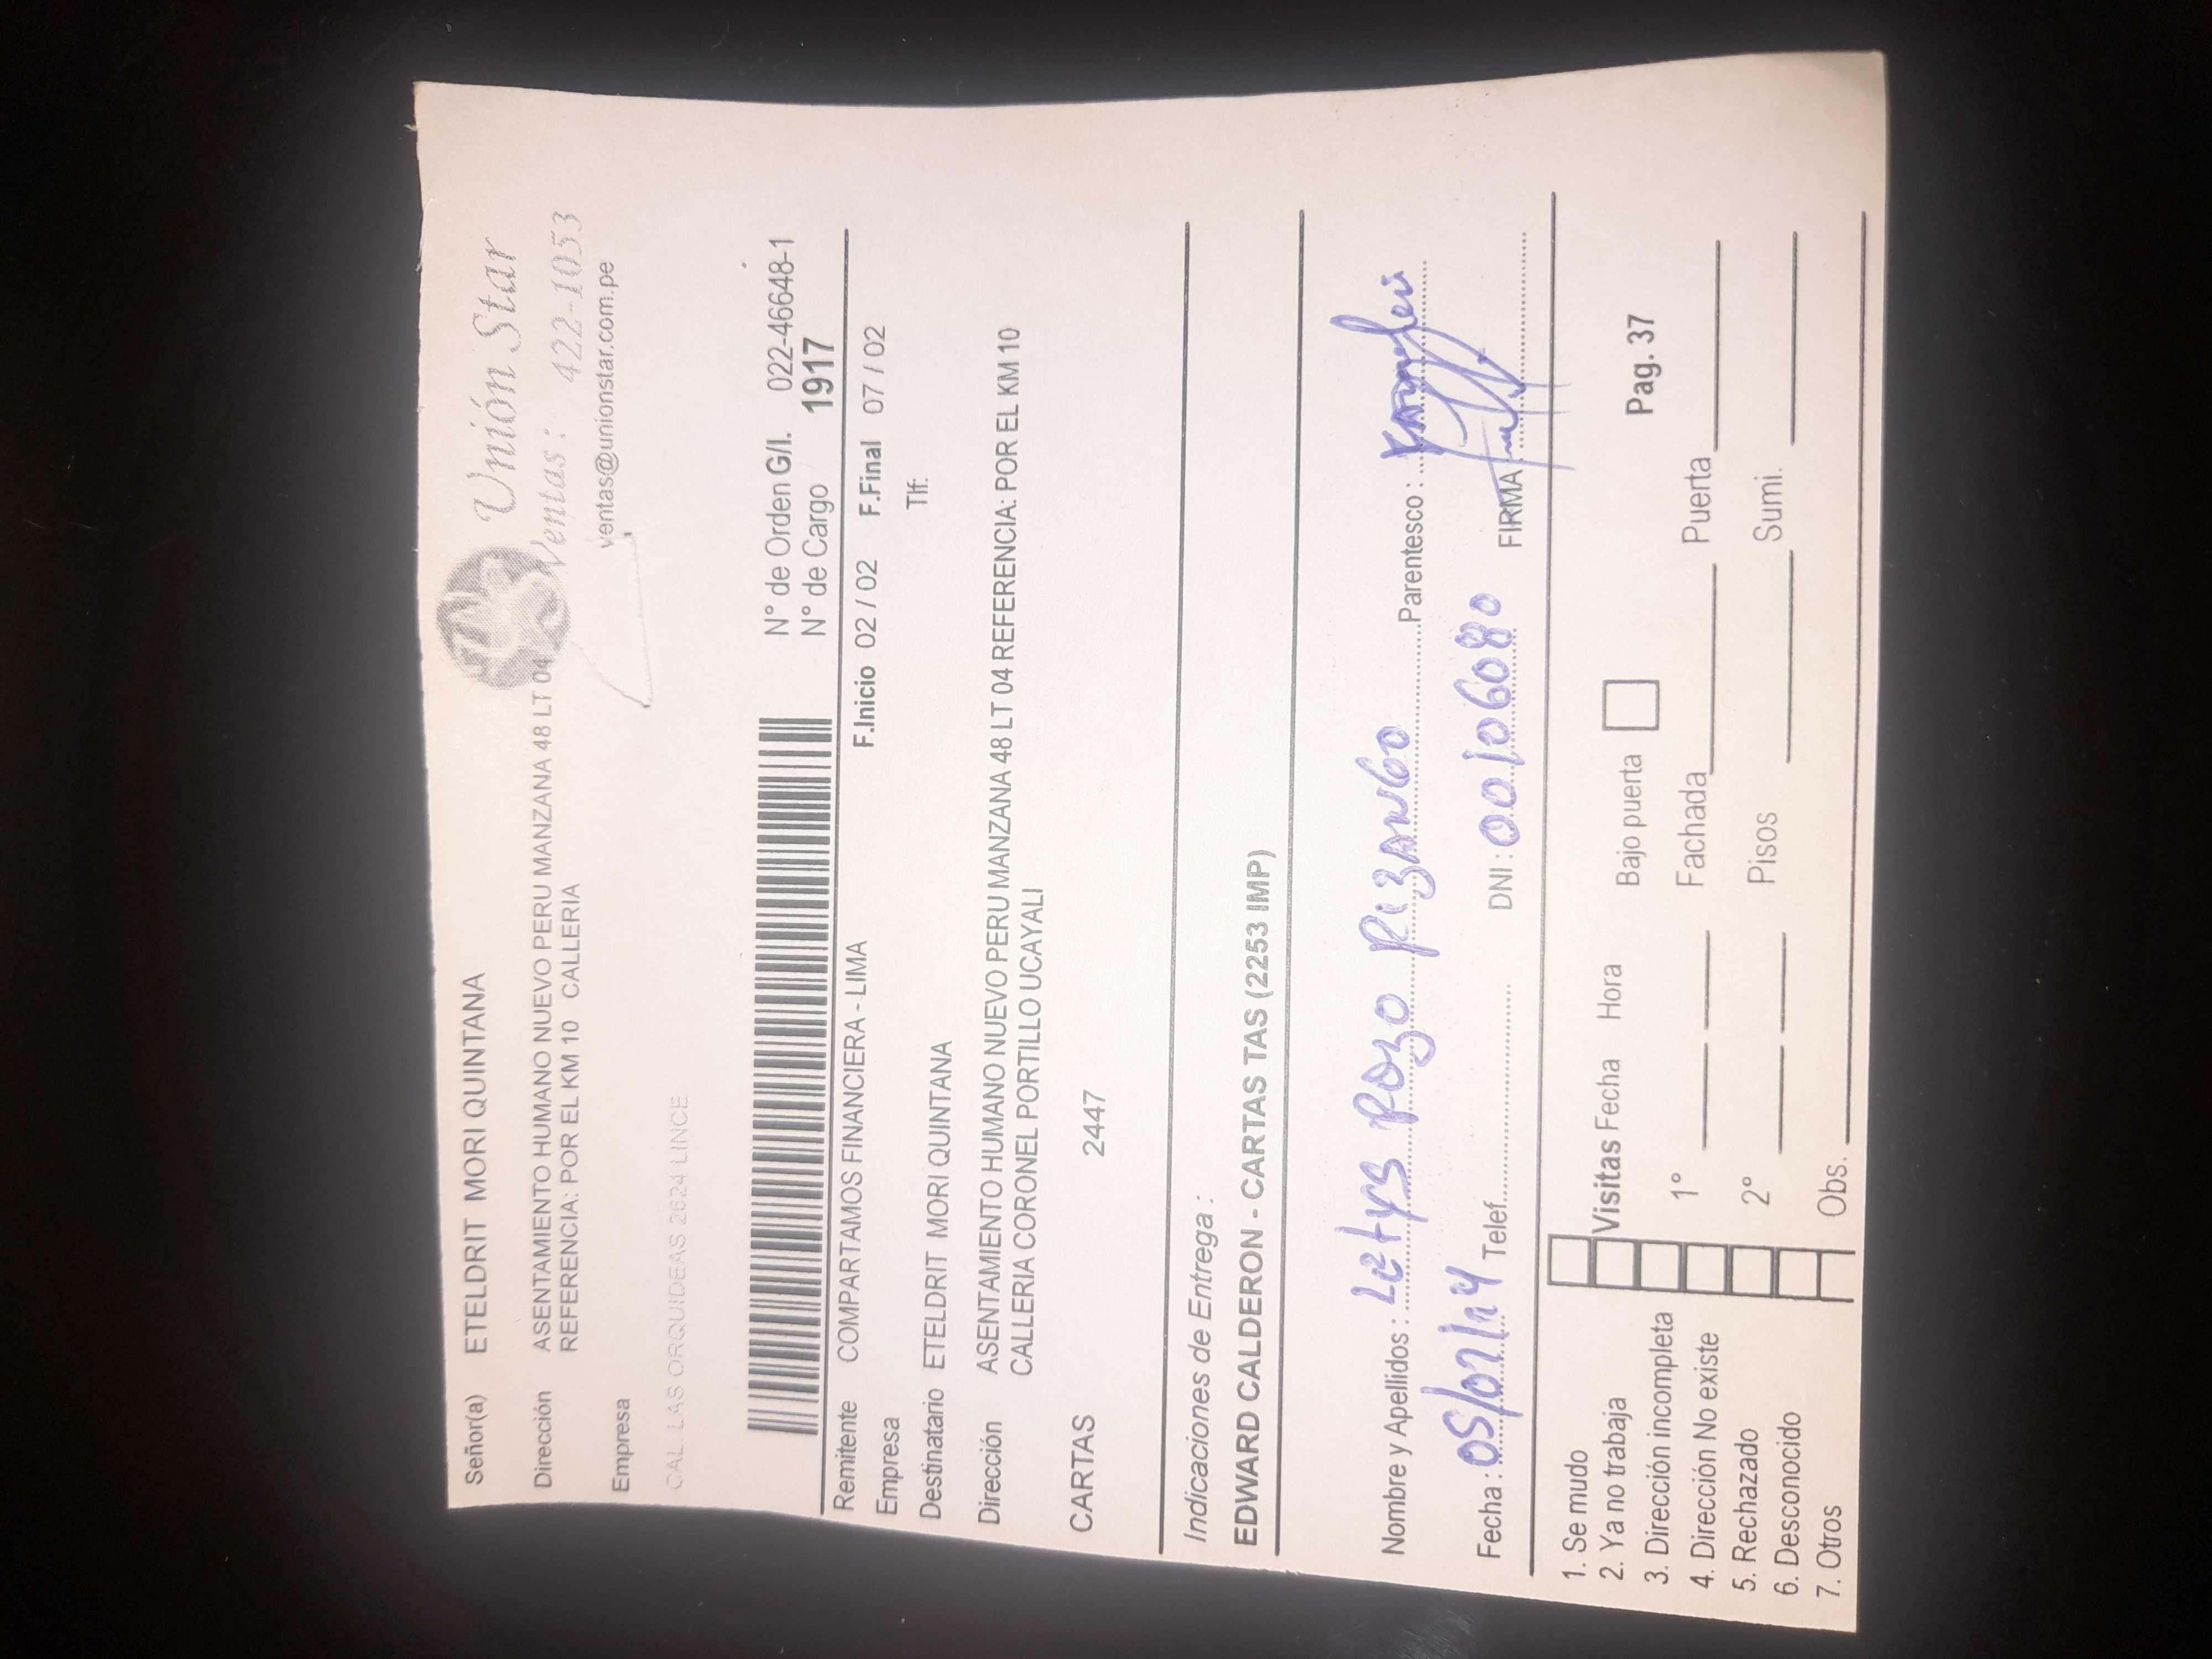 Señor(a) ETELDRIT MORI QUINTANA
Unión Star
Ventas : 422-1053
ventas@unionstar.com.pe
Dirección ASENTAMIENTO HUMANO NUEVO PERU MANZANA 48 LT 04
REFERENCIA: POR EL KM 10 CALLERIA
Empresa
CAL. LAS ORQUIDEAS 2624 LINCE
N° de Orden G/I. 022-46648-1
N° de Cargo 1917
Remitente COMPARTAMOS FINANCIERA - LIMA F.Inicio 02 / 02 F.Final 07 / 02
Empresa Tlf:
Destinatario ETELDRIT MORI QUINTANA
Dirección ASENTAMIENTO HUMANO NUEVO PERU MANZANA 48 LT 04 REFERENCIA: POR EL KM 10
CALLERIA CORONEL PORTILLO UCAYALI
CARTAS 2447
Indicaciones de Entrega :
EDWARD CALDERON - CARTAS TAS (2253 IMP)
Nombre y Apellidos : Letys Pozo Pizango Parentesco :
Fecha : 05/02/24 Telef. DNI : 00106080 FIRMA
1. Se mudo
2. Ya no trabaja Visitas Fecha Hora Bajo puerta Pag. 37
3. Dirección incompleta
4. Dirección No existe 1° Fachada Puerta
5. Rechazado
6. Desconocido 2° Pisos Sumi.
7. Otros Obs.